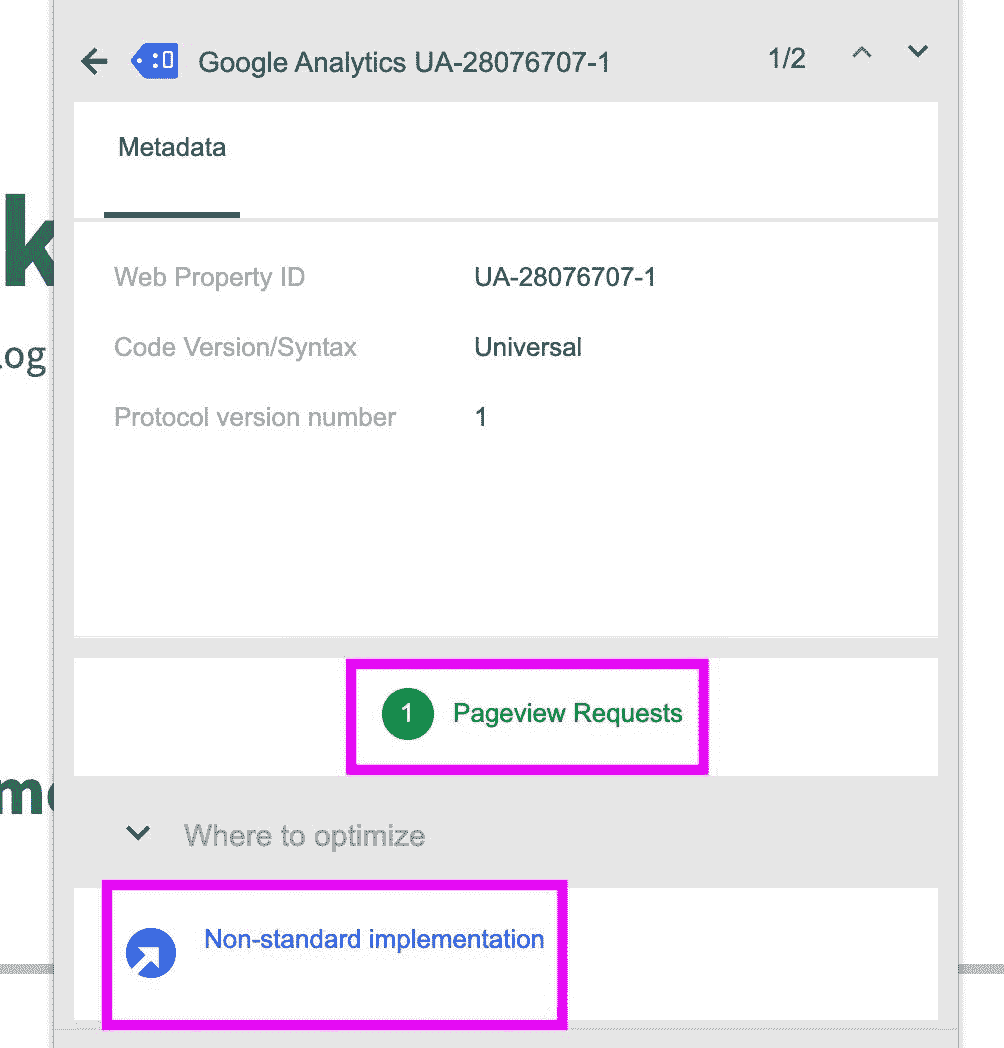 Google Analytics UA-28076707-1 1/2
Metadata
k
Web Property ID UA-28076707-1
Code Version/Syntax Universal
log
Protocol version number 1
1 Pageview Requests
Where to optimize
Non-standard implementation